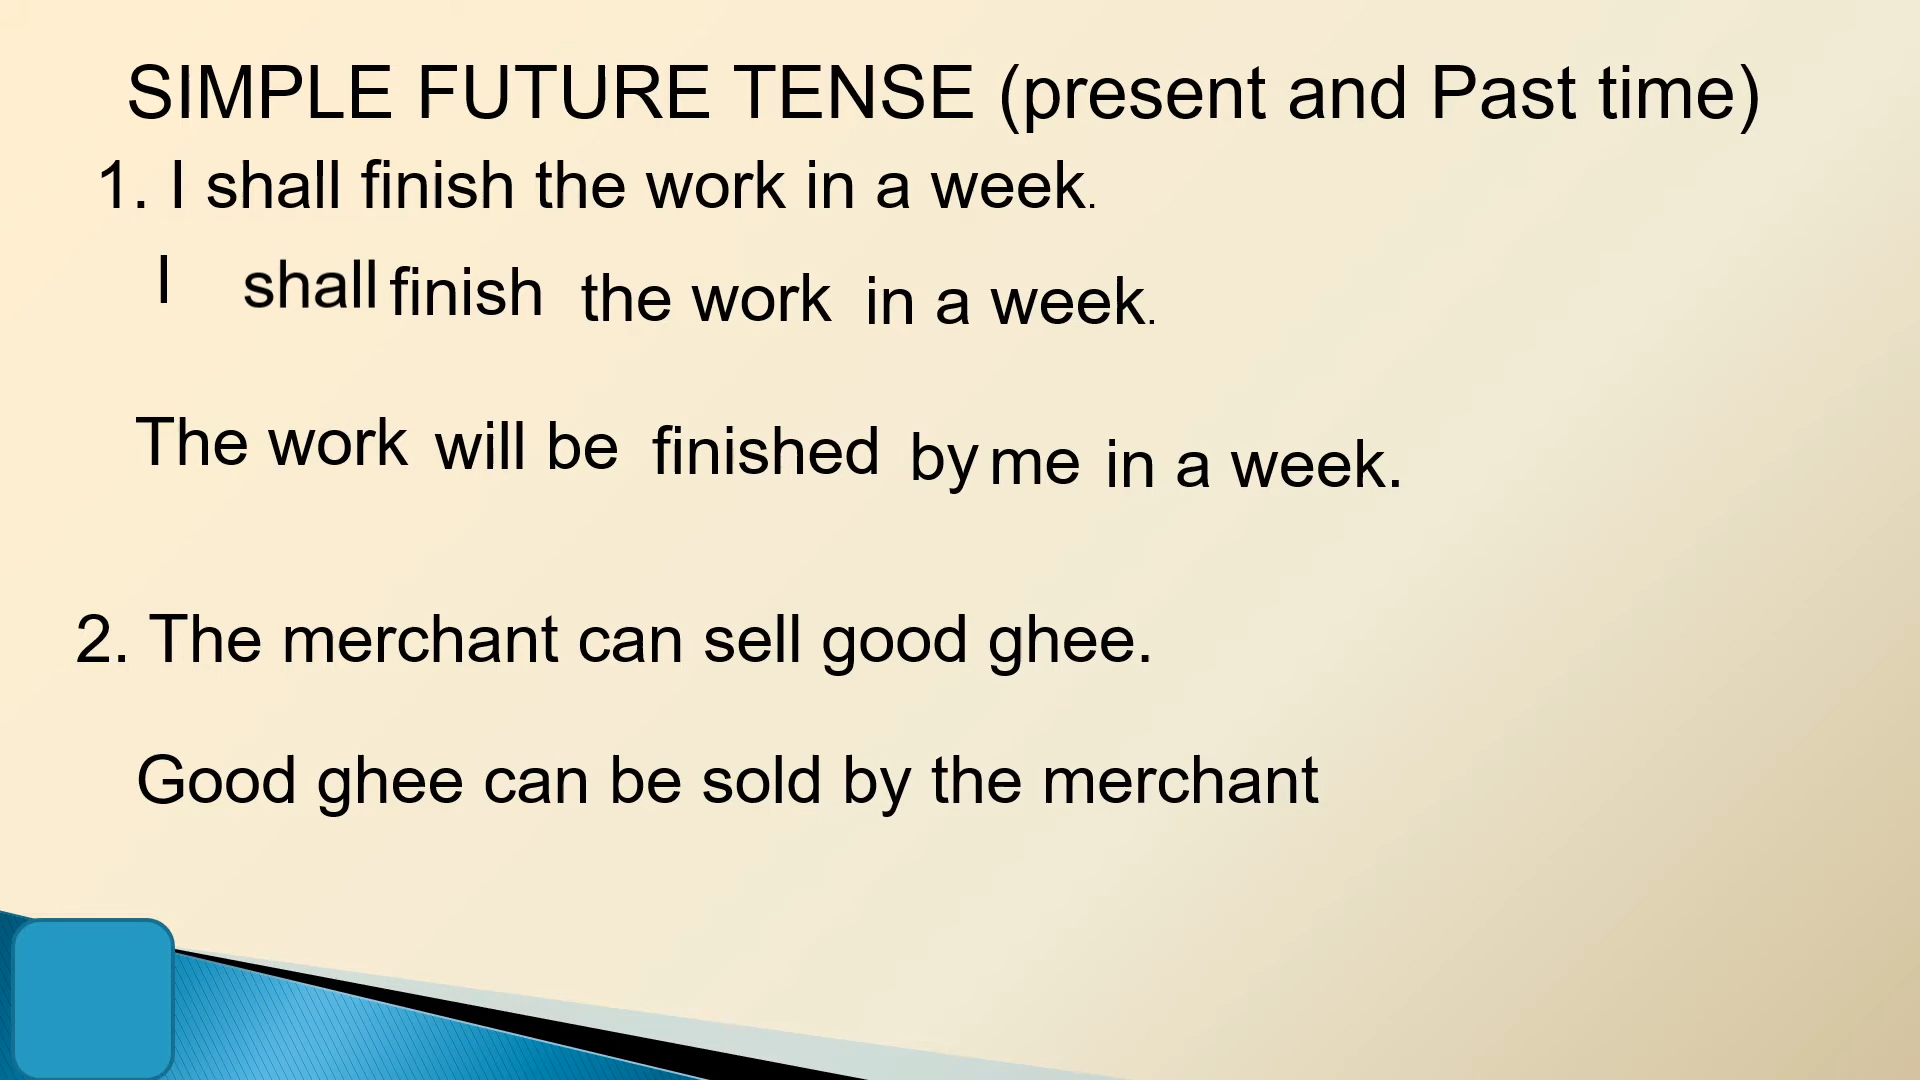 SIMPLE FUTURE TENSE (present and Past time)
1. I shall finish the work in a week.
I shall finish the work in a week.
The work will be finished by me in a week.
2. The merchant can sell good ghee.
Good ghee can be sold by the merchant